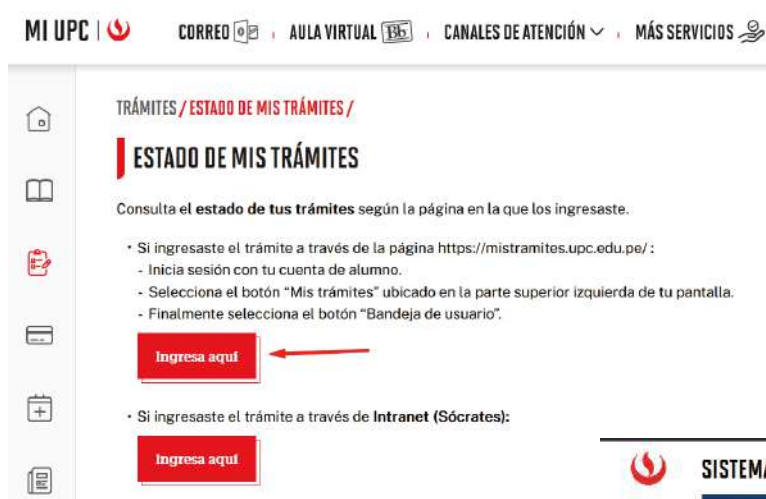 MI UPC CORREO AULA VIRTUAL Bb CANALES DE ATENCIÓN MÁS SERVICIOS
TRÁMITES / ESTADO DE MIS TRÁMITES /
ESTADO DE MIS TRÁMITES
Consulta el estado de tus trámites según la página en la que los ingresaste.
• Si ingresaste el trámite a través de la página https://mistramites.upc.edu.pe/ :
- Inicia sesión con tu cuenta de alumno.
- Selecciona el botón “Mis trámites” ubicado en la parte superior izquierda de tu pantalla.
- Finalmente selecciona el botón “Bandeja de usuario”.
Ingresa aquí
• Si ingresaste el trámite a través de Intranet (Sócrates):
Ingresa aquí